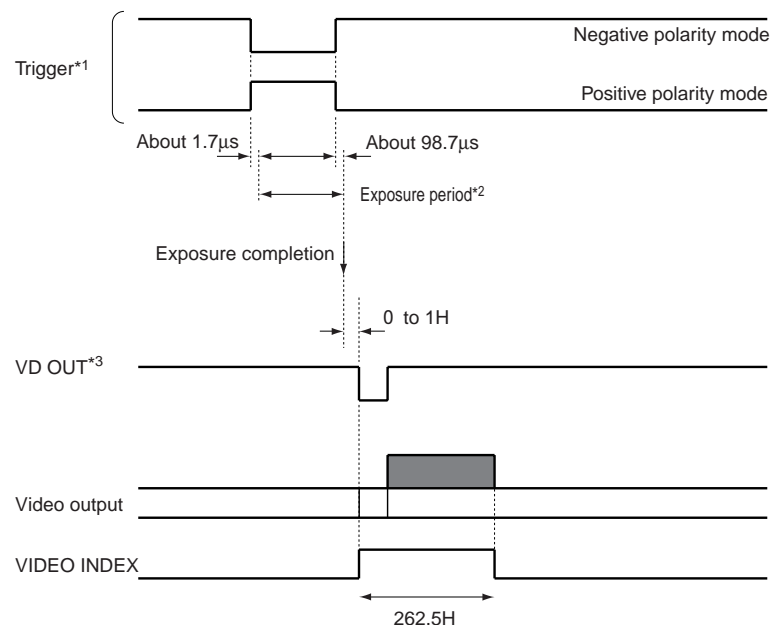 Negative polarity mode
Trigger*1
Positive polarity mode
About 1.7μs
About 98.7μs
Exposure period*2
Exposure completion
0 to 1H
VD OUT*3
Video output
VIDEO INDEX
262.5H